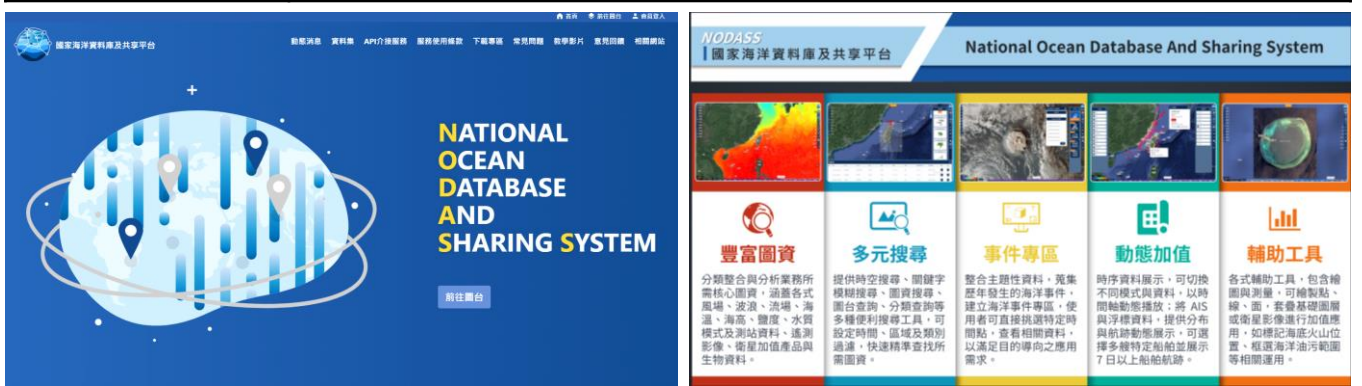 首頁 前往圖台 會員登入
國家海洋資料庫及共享平台
動態消息 資料集 API介接服務 服務使用條款 下載專區 常見問題 教學影片 意見回饋 相關網站
NATIONAL
OCEAN
DATABASE
AND
SHARING SYSTEM
前往圖台
NODASS
國家海洋資料庫及共享平台
National Ocean Database And Sharing System
豐富圖資
分類整合與分析業務所
需核心圖資，涵蓋各式
風場、波浪、流場、海
溫、海高、鹽度、水質
模式及測站資料、遙測
影像、衛星加值產品與
生物資料。
多元搜尋
提供時空搜尋、關鍵字
模糊搜尋、圖資搜尋、
圖台查詢、分類查詢等
多種便利搜尋工具，可
設定時間、區域及類別
過濾，快速精準查找所
需圖資。
事件專區
整合主題性資料，蒐集
歷年發生的海洋事件，
建立海洋事件專區，使
用者可直接挑選特定時
間點，查看相關資料，
以滿足目的導向之應用
需求。
動態加值
時序資料展示，可切換
不同模式與資料，以時
間軸動態播放；將 AIS
與浮標資料，提供分布
與航跡動態展示，可選
擇多艘特定船舶並展示
7 日以上船舶航跡。
輔助工具
各式輔助工具，包含繪
圖與測量，可繪製點、
線、面，套疊基礎圖層
或衛星影像進行加值應
用，如標記海底火山位
置、框選海洋油污範圍
等相關運用。